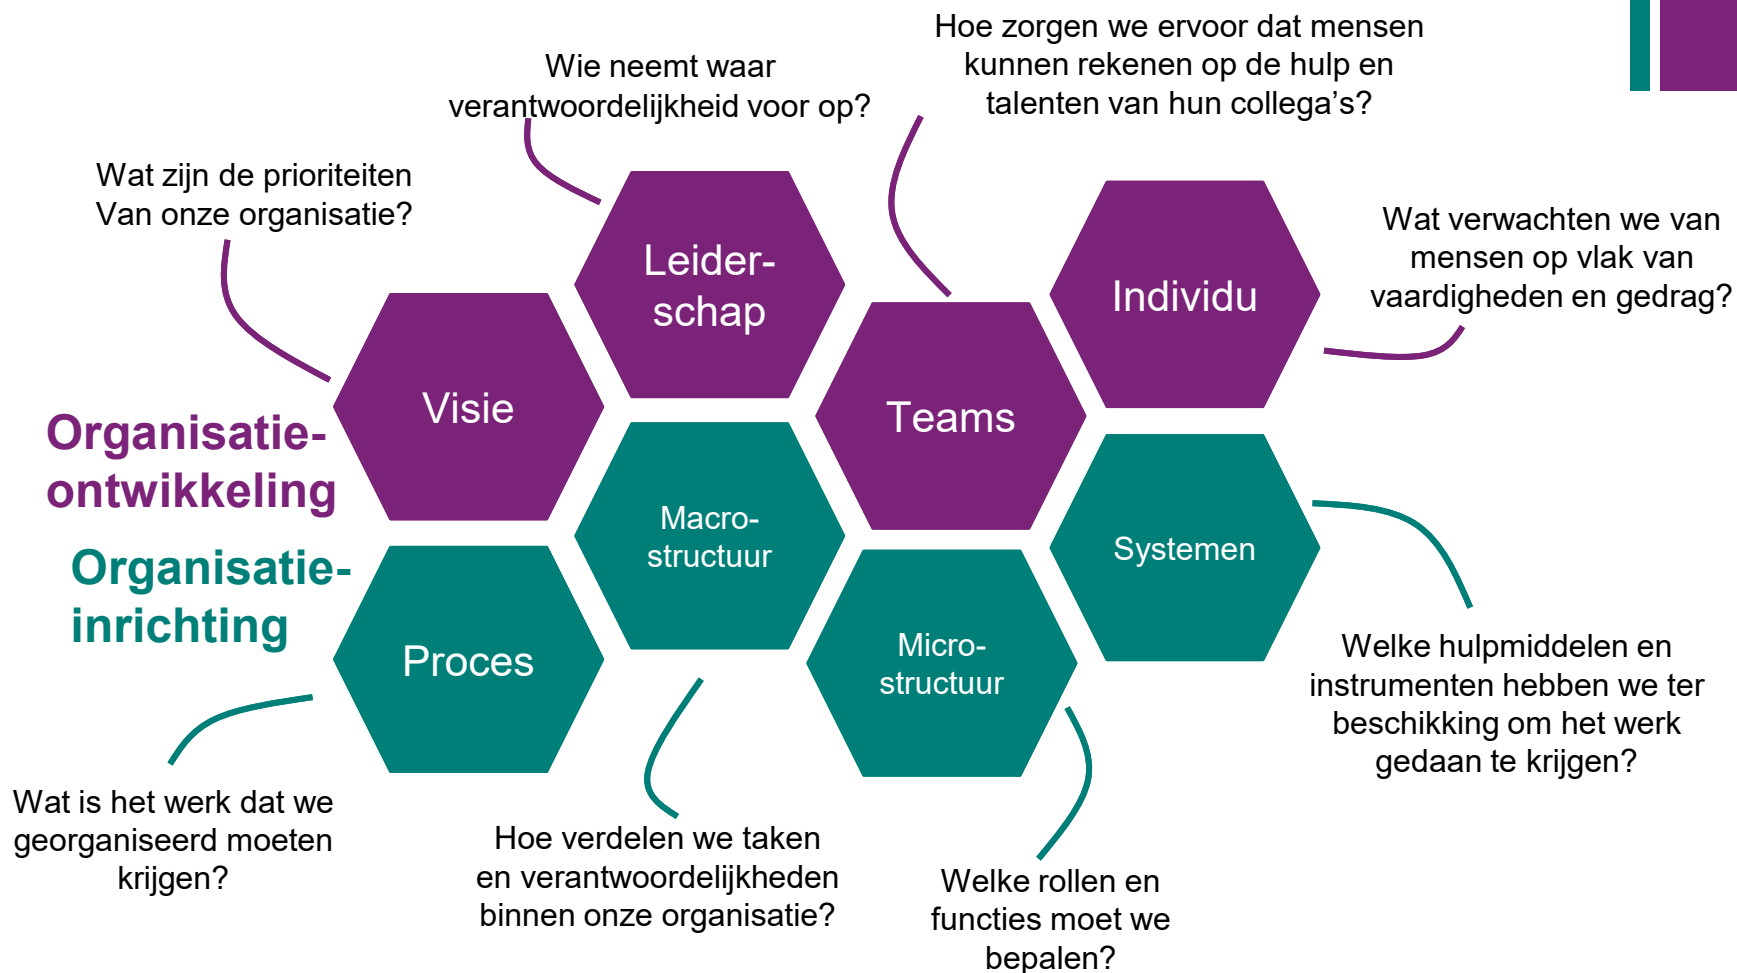 Hoe zorgen we ervoor dat mensen
kunnen rekenen op de hulp en
talenten van hun collega's?
Wie neemt waar
verantwoordelijkheid voor op?
Wat zijn de prioriteiten
Van onze organisatie?
Wat verwachten we van
mensen op vlak van
vaardigheden en gedrag?
Leider-
schap
Individu
Visie
Teams
Organisatie-
ontwikkeling
Macro-
structuur
Systemen
Organisatie-
inrichting
Proces
Micro-
structuur
Welke hulpmiddelen en
instrumenten hebben we ter
beschikking om het werk
gedaan te krijgen?
Wat is het werk dat we
georganiseerd moeten
krijgen?
Hoe verdelen we taken
en verantwoordelijkheden
binnen onze organisatie?
Welke rollen en
functies moet we
bepalen?